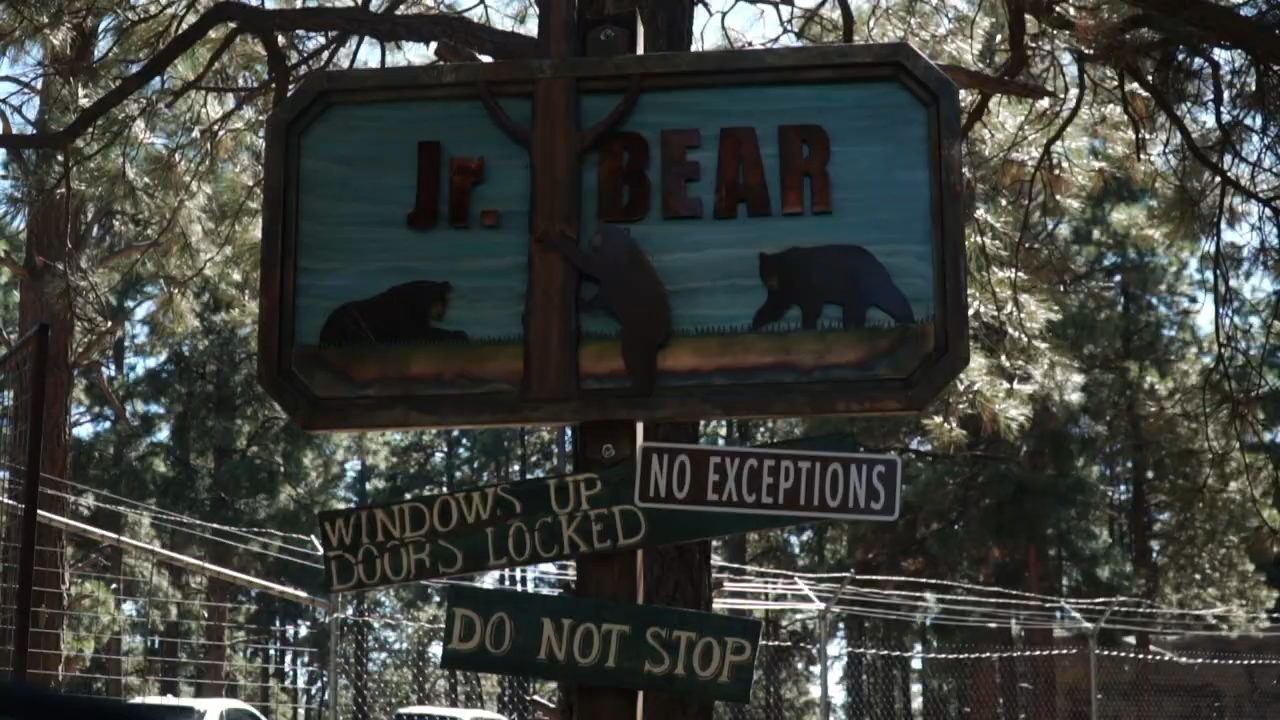 Jr. BEAR
NO EXCEPTIONS
WINDOWS UP
DOORS LOCKED
DO NOT STOP